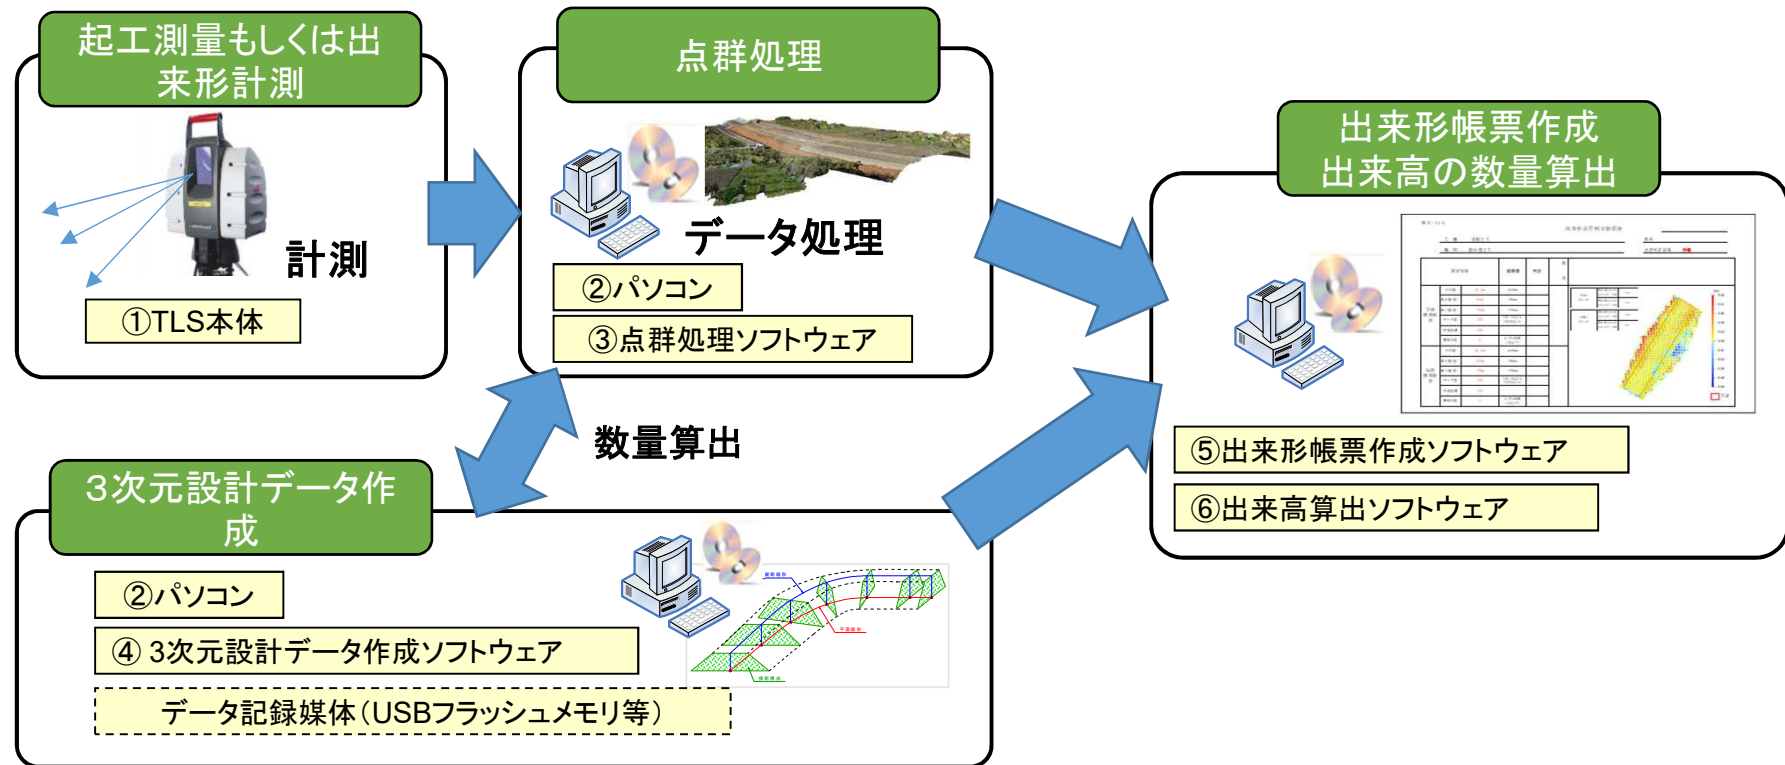 起工測量もしくは出
来形計測
計測
①TLS本体
点群処理
データ処理
②パソコン
③点群処理ソフトウェア
数量算出
３次元設計データ作
成
②パソコン
④ 3次元設計データ作成ソフトウェア
データ記録媒体（USBフラッシュメモリ等）
平面線形
出来形帳票作成
出来高の数量算出
⑤出来形帳票作成ソフトウェア
⑥出来高算出ソフトウェア